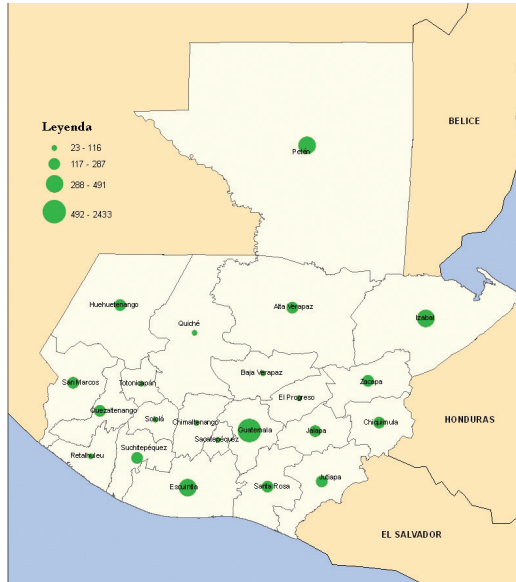 BELICE
Leyenda
23 - 116
117 - 287
288 - 491
492 - 2433
Petén
Huehuetenango
Alta Verapaz
Izabal
Quiché
Baja Verapaz
San Marcos
Totonicapán
Zacapa
El Progreso
Quezaltenango
Sololá
Chimaltenango
Guatemala
Jalapa
Chiquimula
HONDURAS
Sacatepéquez
Suchitepéquez
Retalhuleu
Escuintla
Santa Rosa
Jutiapa
EL SALVADOR